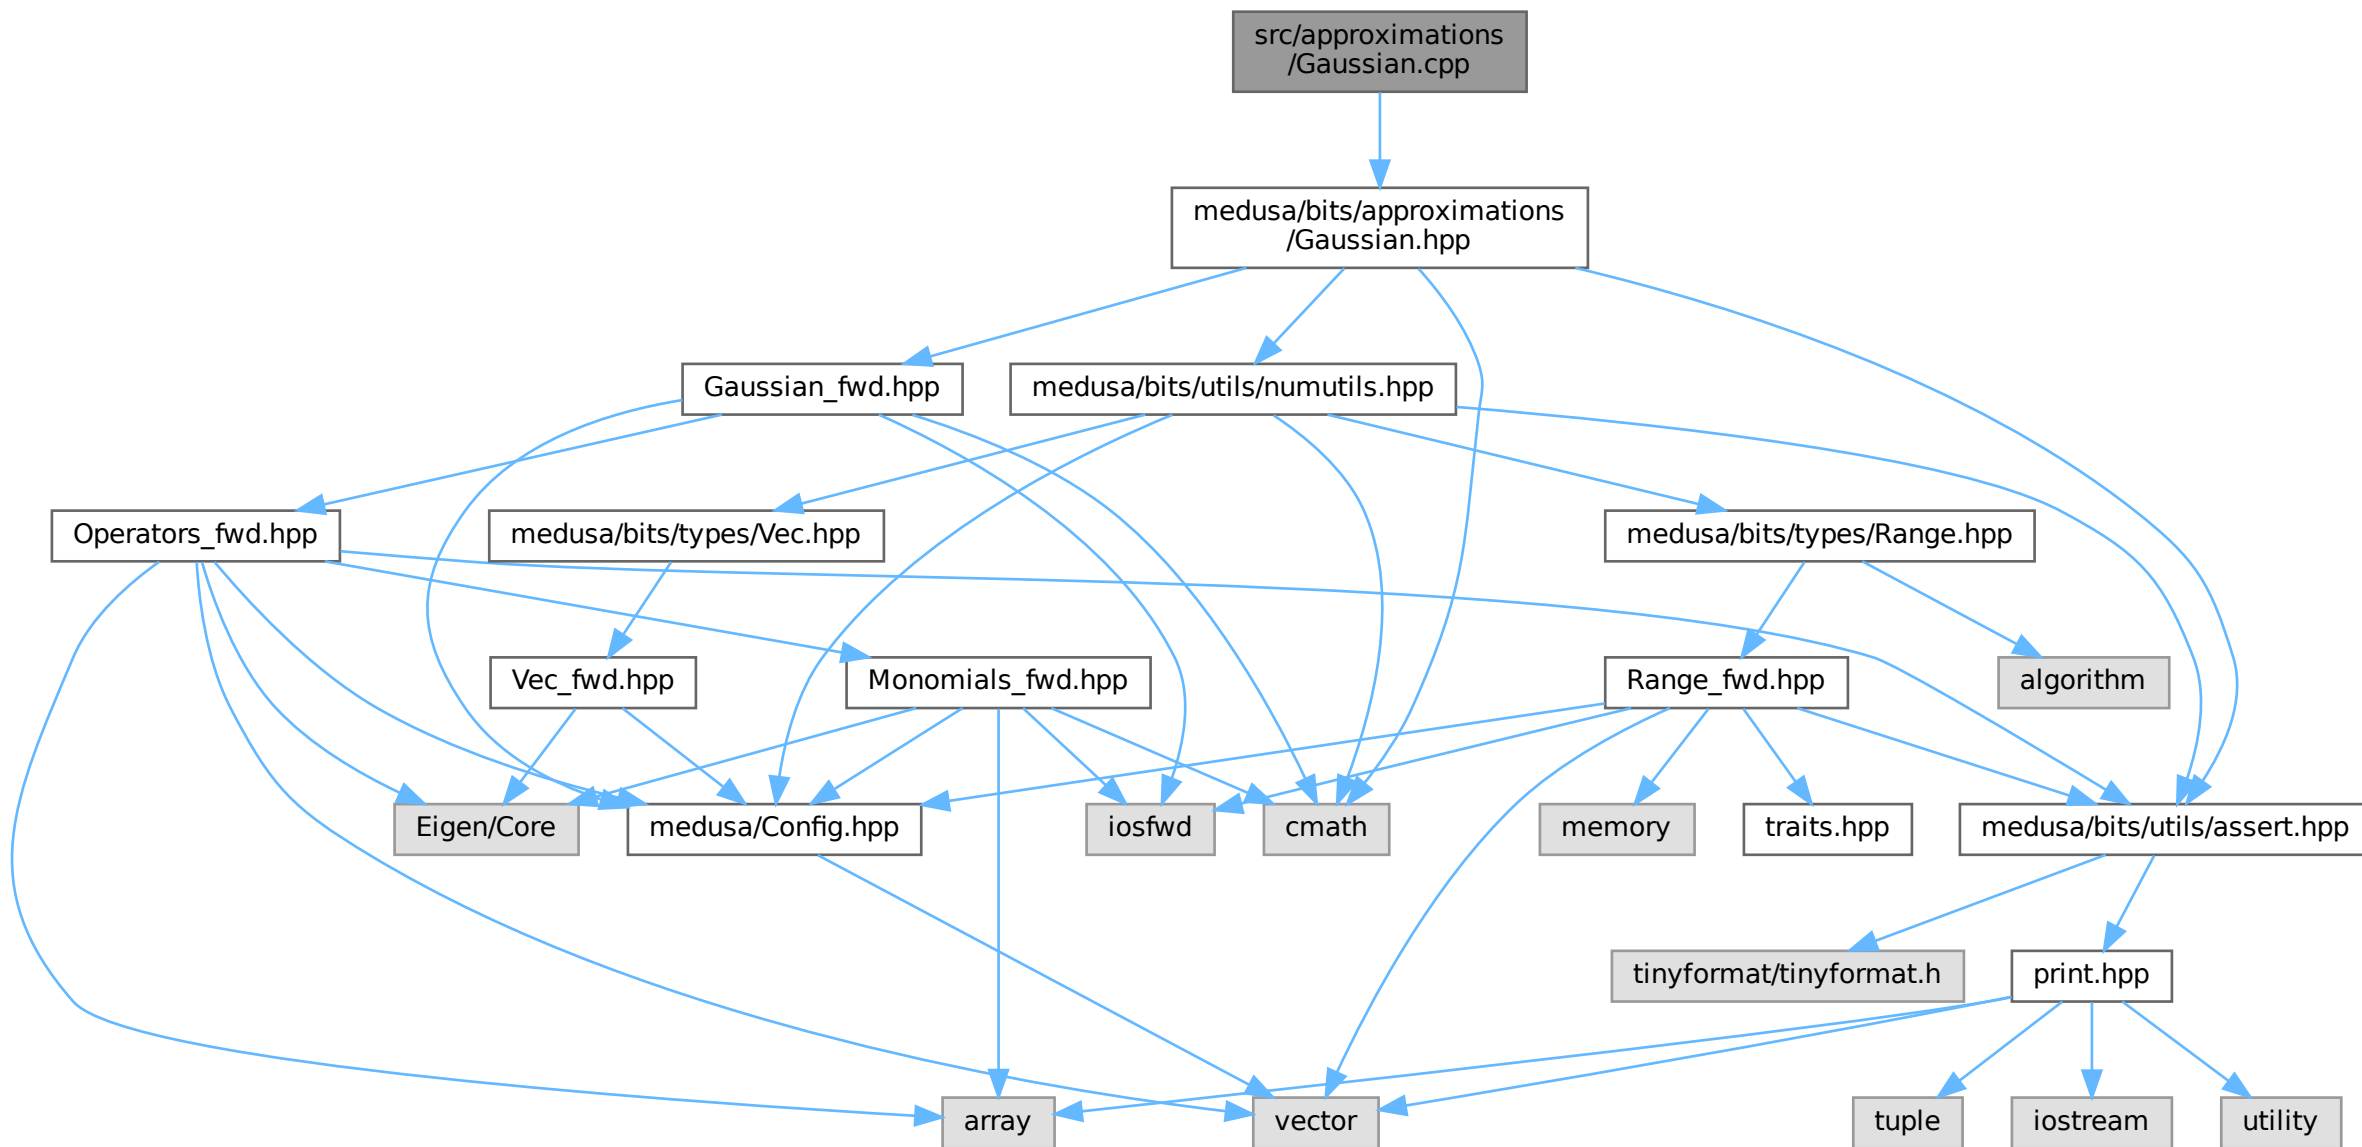 src/approximations
/Gaussian.cpp
medusa/bits/approximations
/Gaussian.hpp
Gaussian_fwd.hpp
medusa/bits/utils/numutils.hpp
Operators_fwd.hpp
medusa/bits/types/Vec.hpp
medusa/bits/types/Range.hpp
Vec_fwd.hpp
Monomials_fwd.hpp
Range_fwd.hpp
algorithm
Eigen/Core
medusa/Config.hpp
iosfwd
cmath
memory
traits.hpp
medusa/bits/utils/assert.hpp
tinyformat/tinyformat.h
print.hpp
array
vector
tuple
iostream
utility